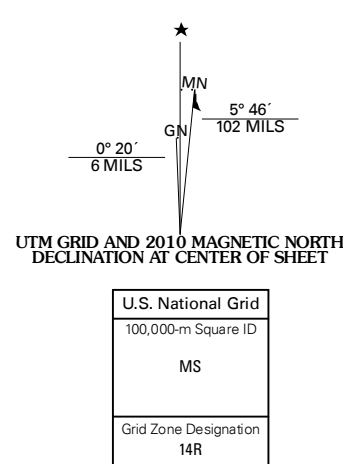 MN
GN
5° 46´
102 MILS
0° 20´
6 MILS
UTM GRID AND 2010 MAGNETIC NORTH
DECLINATION AT CENTER OF SHEET
U.S. National Grid
100,000-m Square ID
MS
Grid Zone Designation
14R